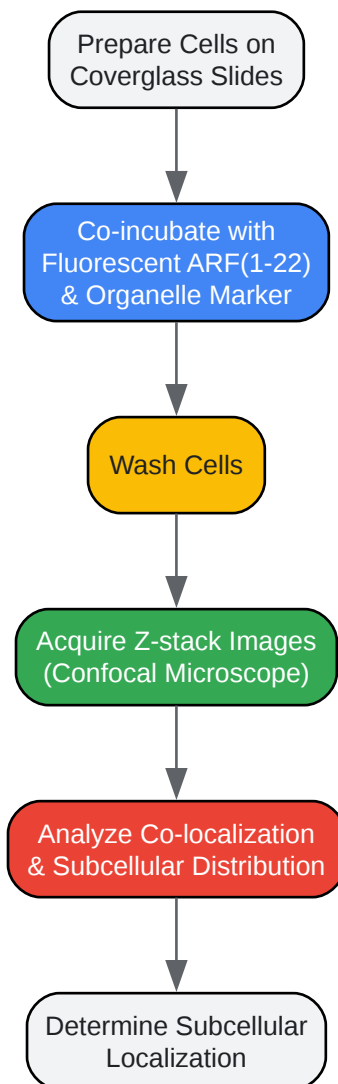 Prepare Cells on
Coverglass Slides
Co-incubate with
Fluorescent ARF(1-22)
& Organelle Marker
Wash Cells
Acquire Z-stack Images
(Confocal Microscope)
Analyze Co-localization
& Subcellular Distribution
Determine Subcellular
Localization